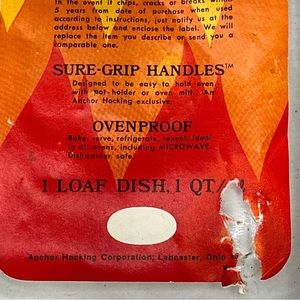 In the event it chips, cracks or breaks within
5 years from date of purchase when used
according to instructions, just notify us at the
address below and enclose the label. We will
replace the item you describe or send you a
comparable one.
SURE-GRIP HANDLES™
Designed to be easy to hold even
with pot-holder or oven mitt. An
Anchor Hocking exclusive.
OVENPROOF
Bake, serve, refrigerate, reheat. Ideal
in all ovens, including MICROWAVE.
Dishwasher safe.
1 LOAF DISH, 1 QT/
Anchor Hocking Corporation, Lancaster, Ohio